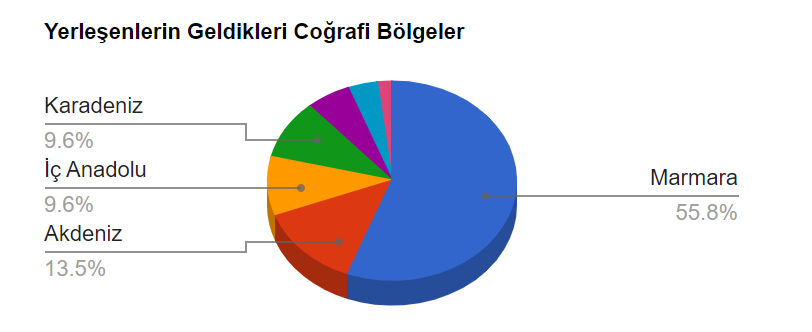 Yerleşenlerin Geldikleri Coğrafi Bölgeler
Karadeniz
9.6%
İç Anadolu
9.6%
Akdeniz
13.5%
Marmara
55.8%